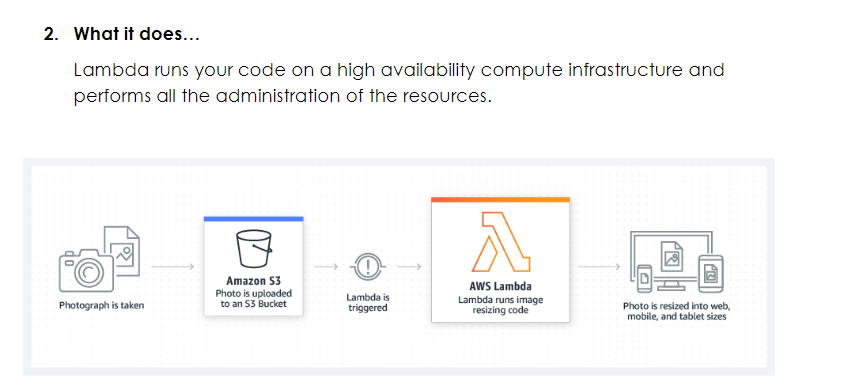 2. What it does…
Lambda runs your code on a high availability compute infrastructure and
performs all the administration of the resources.
Photograph is taken
Amazon S3
Photo is uploaded
to an S3 Bucket
Lambda is
triggered
AWS Lambda
Lambda runs image
resizing code
Photo is resized into web,
mobile, and tablet sizes